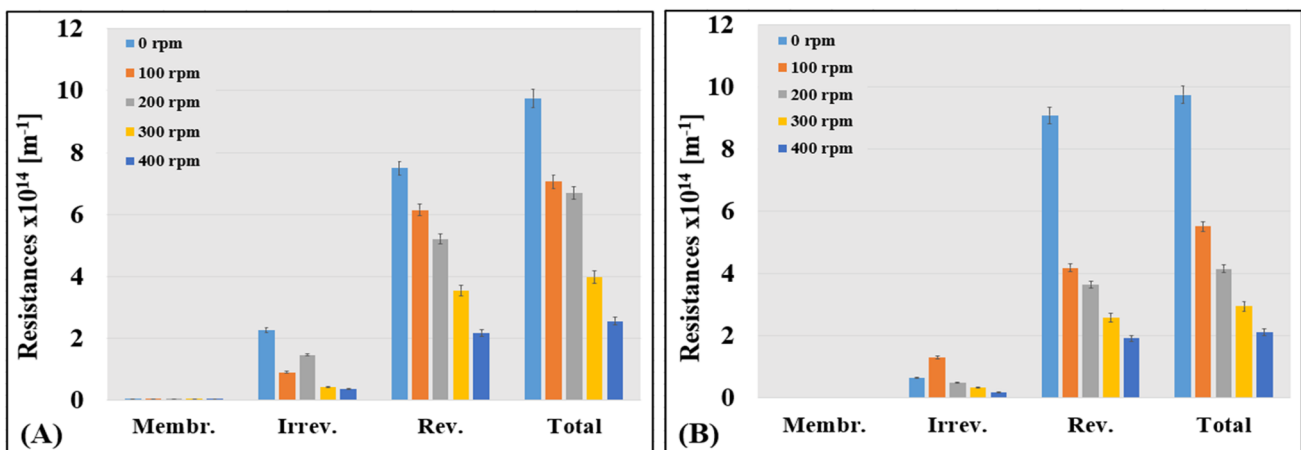 12
10
8
6
4
2
0
Resistances x10¹⁴ [m⁻¹]
0 rpm
100 rpm
200 rpm
300 rpm
400 rpm
Membr. Irrev. Rev. Total
(A)
12
10
8
6
4
2
0
Resistances x10¹⁴ [m⁻¹]
0 rpm
100 rpm
200 rpm
300 rpm
400 rpm
Membr. Irrev. Rev. Total
(B)